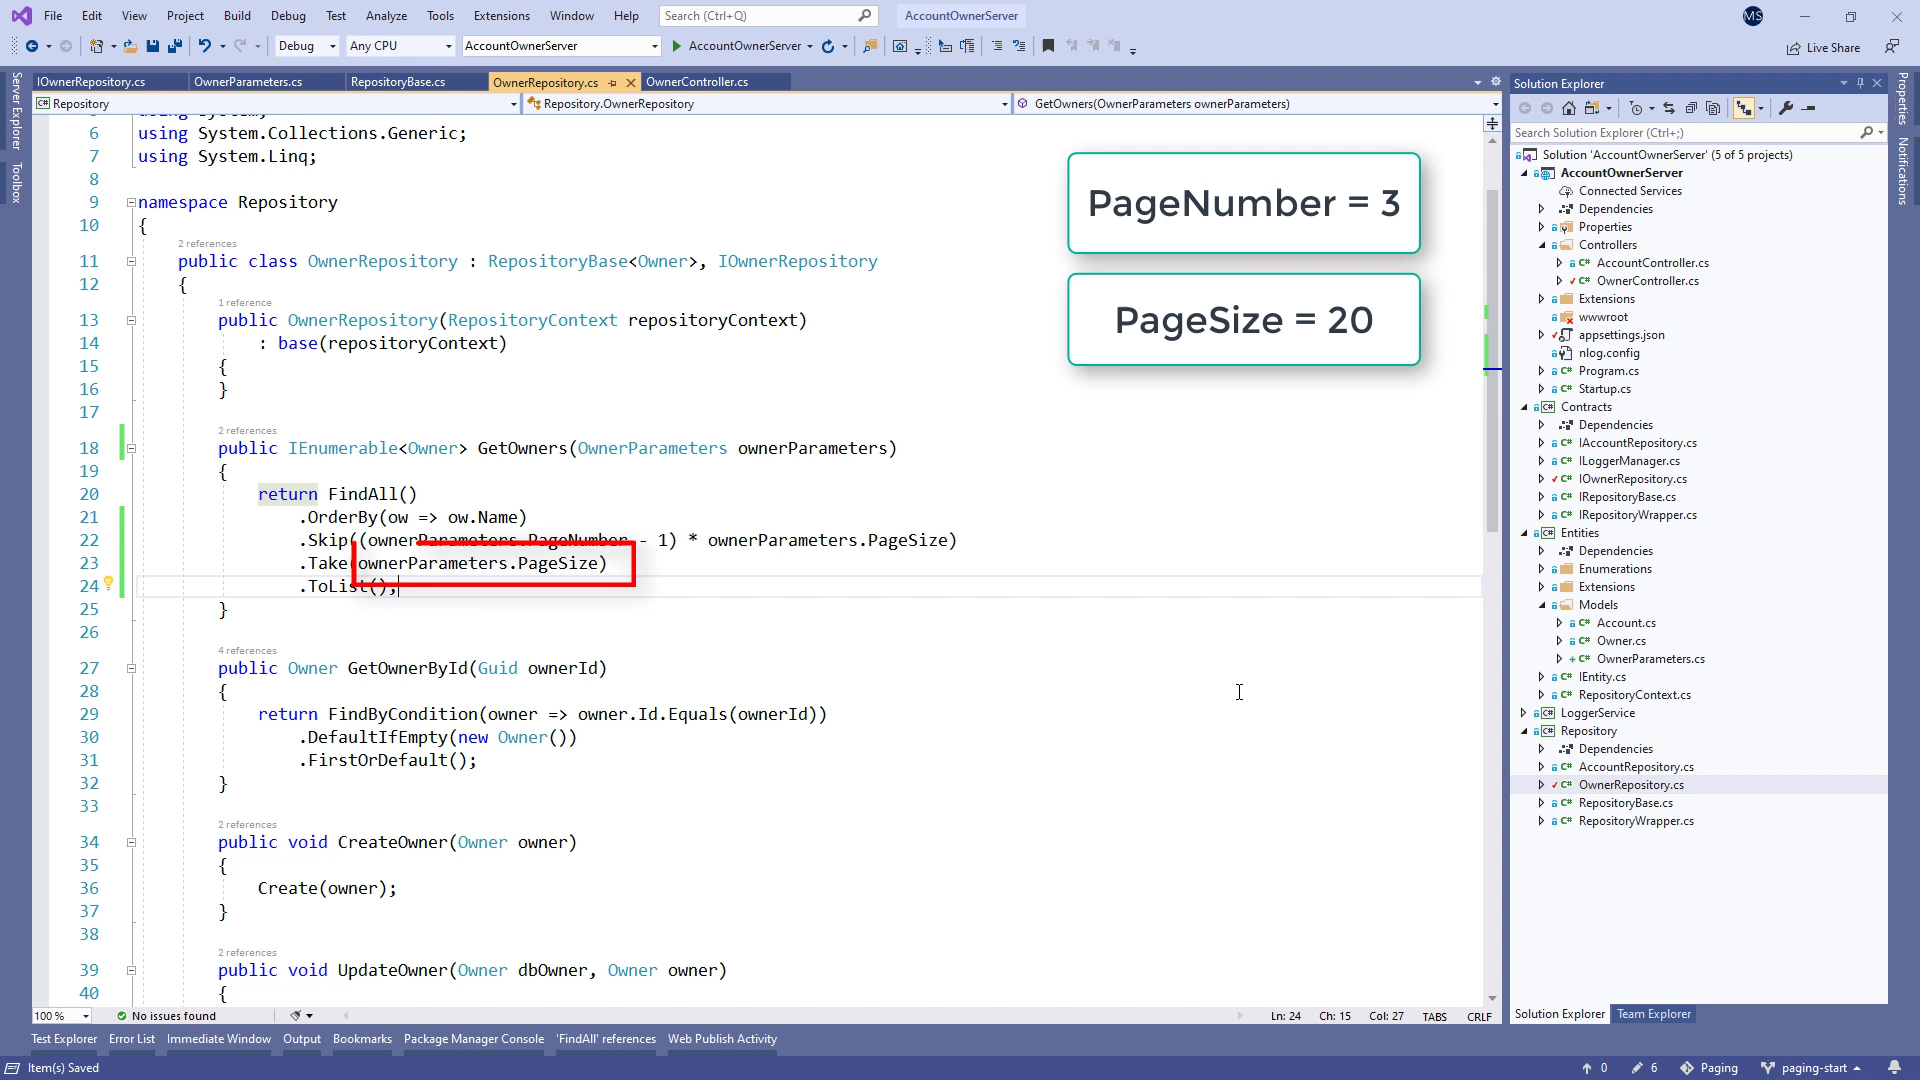 File Edit View Project Build Debug Test Analyze Tools Extensions Window Help Search (Ctrl+Q) AccountOwnerServer MS
Debug Any CPU AccountOwnerServer AccountOwnerServer Live Share
IOwnerRepository.cs OwnerParameters.cs RepositoryBase.cs OwnerRepository.cs OwnerController.cs
Repository Repository.OwnerRepository GetOwners(OwnerParameters ownerParameters)
Server Explorer
Toolbox
6 using System.Collections.Generic;
7 using System.Linq;
8
9 namespace Repository
10 {
2 references
11 public class OwnerRepository : RepositoryBase<Owner>, IOwnerRepository
12 {
1 reference
13 public OwnerRepository(RepositoryContext repositoryContext)
14 : base(repositoryContext)
15 {
16 }
17
2 references
18 public IEnumerable<Owner> GetOwners(OwnerParameters ownerParameters)
19 {
20 return FindAll()
21 .OrderBy(ow => ow.Name)
22 .Skip((ownerParameters.PageNumber - 1) * ownerParameters.PageSize)
23 .Take(ownerParameters.PageSize)
24 .ToList();
25 }
26
4 references
27 public Owner GetOwnerById(Guid ownerId)
28 {
29 return FindByCondition(owner => owner.Id.Equals(ownerId))
30 .DefaultIfEmpty(new Owner())
31 .FirstOrDefault();
32 }
33
2 references
34 public void CreateOwner(Owner owner)
35 {
36 Create(owner);
37 }
38
2 references
39 public void UpdateOwner(Owner dbOwner, Owner owner)
40 {
PageNumber = 3
PageSize = 20
100 % No issues found Ln: 24 Ch: 15 Col: 27 TABS CRLF
Solution Explorer
Search Solution Explorer (Ctrl+;)
Solution 'AccountOwnerServer' (5 of 5 projects)
AccountOwnerServer
Connected Services
Dependencies
Properties
Controllers
AccountController.cs
OwnerController.cs
Extensions
wwwroot
appsettings.json
nlog.config
Program.cs
Startup.cs
Contracts
Dependencies
IAccountRepository.cs
ILoggerManager.cs
IOwnerRepository.cs
IRepositoryBase.cs
IRepositoryWrapper.cs
Entities
Dependencies
Enumerations
Extensions
Models
Account.cs
Owner.cs
OwnerParameters.cs
IEntity.cs
RepositoryContext.cs
LoggerService
Repository
Dependencies
AccountRepository.cs
OwnerRepository.cs
RepositoryBase.cs
RepositoryWrapper.cs
Solution Explorer Team Explorer
Properties
Notifications
Test Explorer Error List Immediate Window Output Bookmarks Package Manager Console 'FindAll' references Web Publish Activity
Item(s) Saved 0 6 Paging paging-start